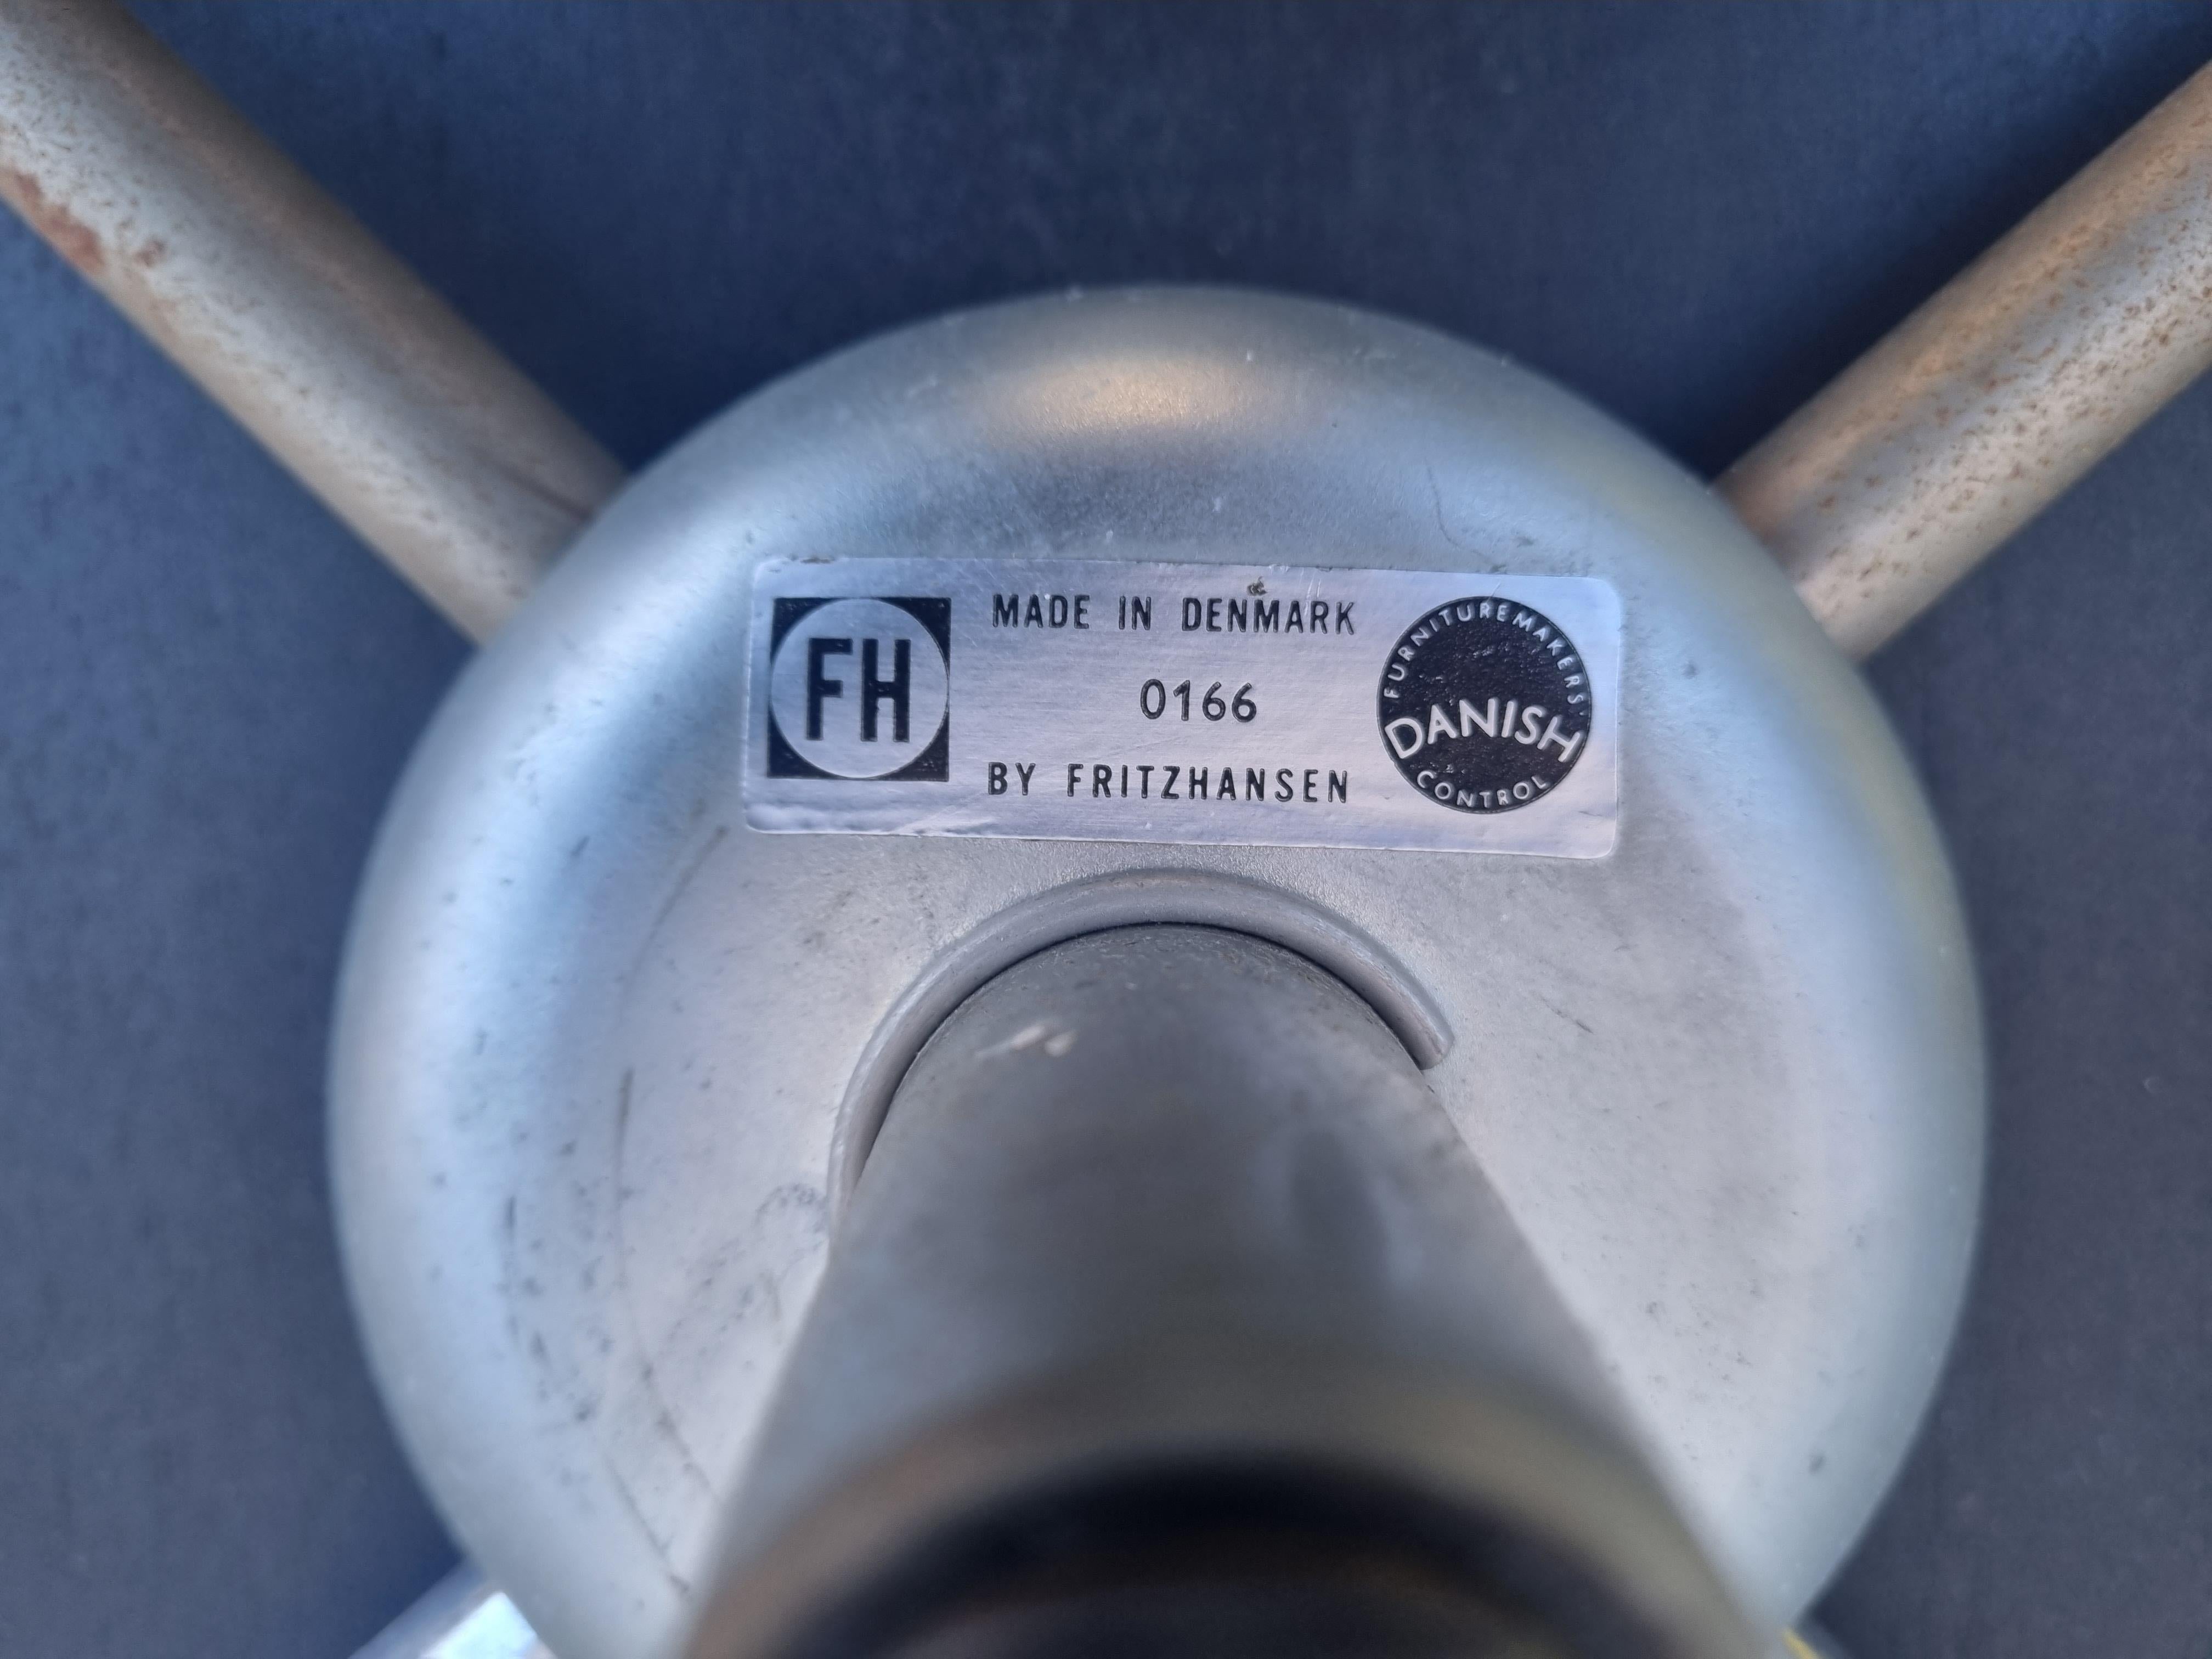 FH
MADE IN DENMARK
0166
BY FRITZHANSEN
FURNITUREMAKERS
DANISH
CONTROL